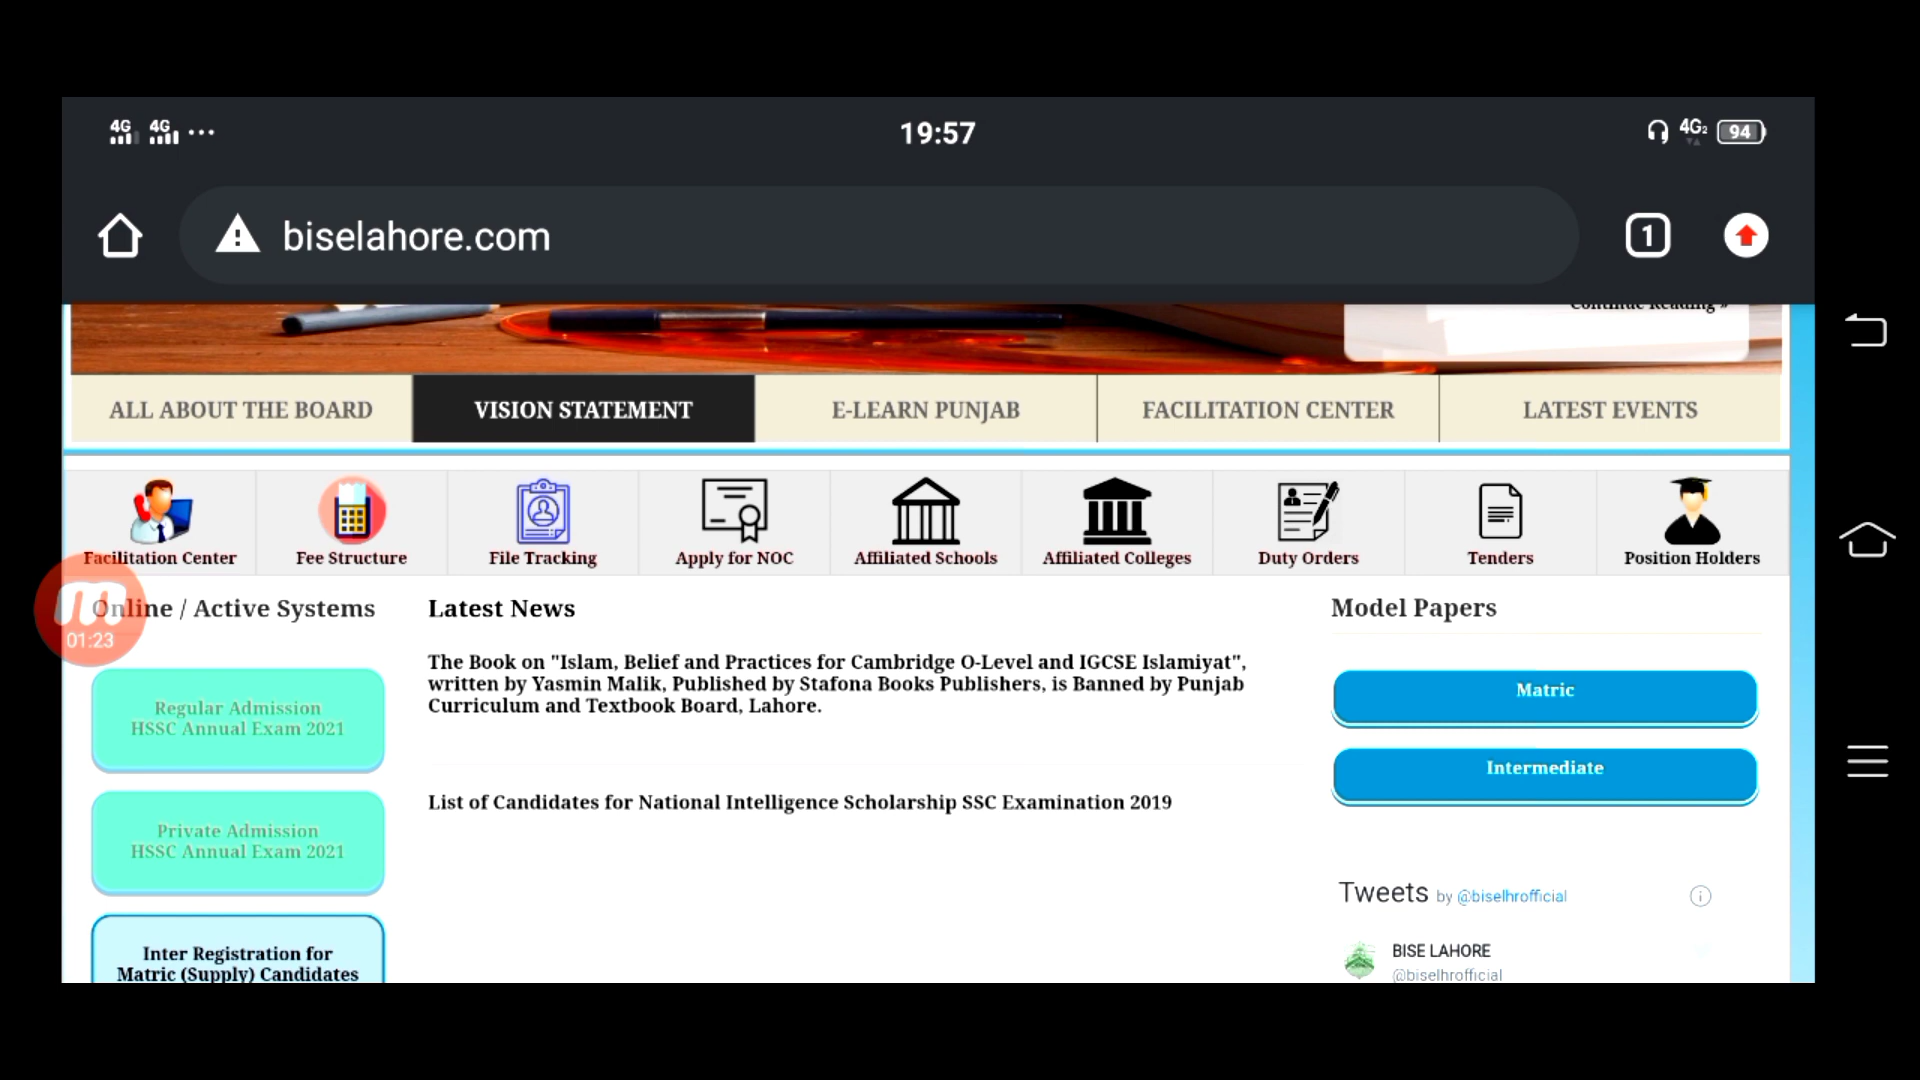 4G 4G ...
19:57
4G2 94
biselahore.com
1
Continue Reading »
ALL ABOUT THE BOARD
VISION STATEMENT
E-LEARN PUNJAB
FACILITATION CENTER
LATEST EVENTS
Facilitation Center
Fee Structure
File Tracking
Apply for NOC
Affiliated Schools
Affiliated Colleges
Duty Orders
Tenders
Position Holders
Online / Active Systems
01:23
Regular Admission
HSSC Annual Exam 2021
Private Admission
HSSC Annual Exam 2021
Inter Registration for
Matric (Supply) Candidates
Latest News
The Book on "Islam, Belief and Practices for Cambridge O-Level and IGCSE Islamiyat",
written by Yasmin Malik, Published by Stafona Books Publishers, is Banned by Punjab
Curriculum and Textbook Board, Lahore.
List of Candidates for National Intelligence Scholarship SSC Examination 2019
Model Papers
Matric
Intermediate
Tweets by @biselhrofficial
BISE LAHORE
@biselhrofficial